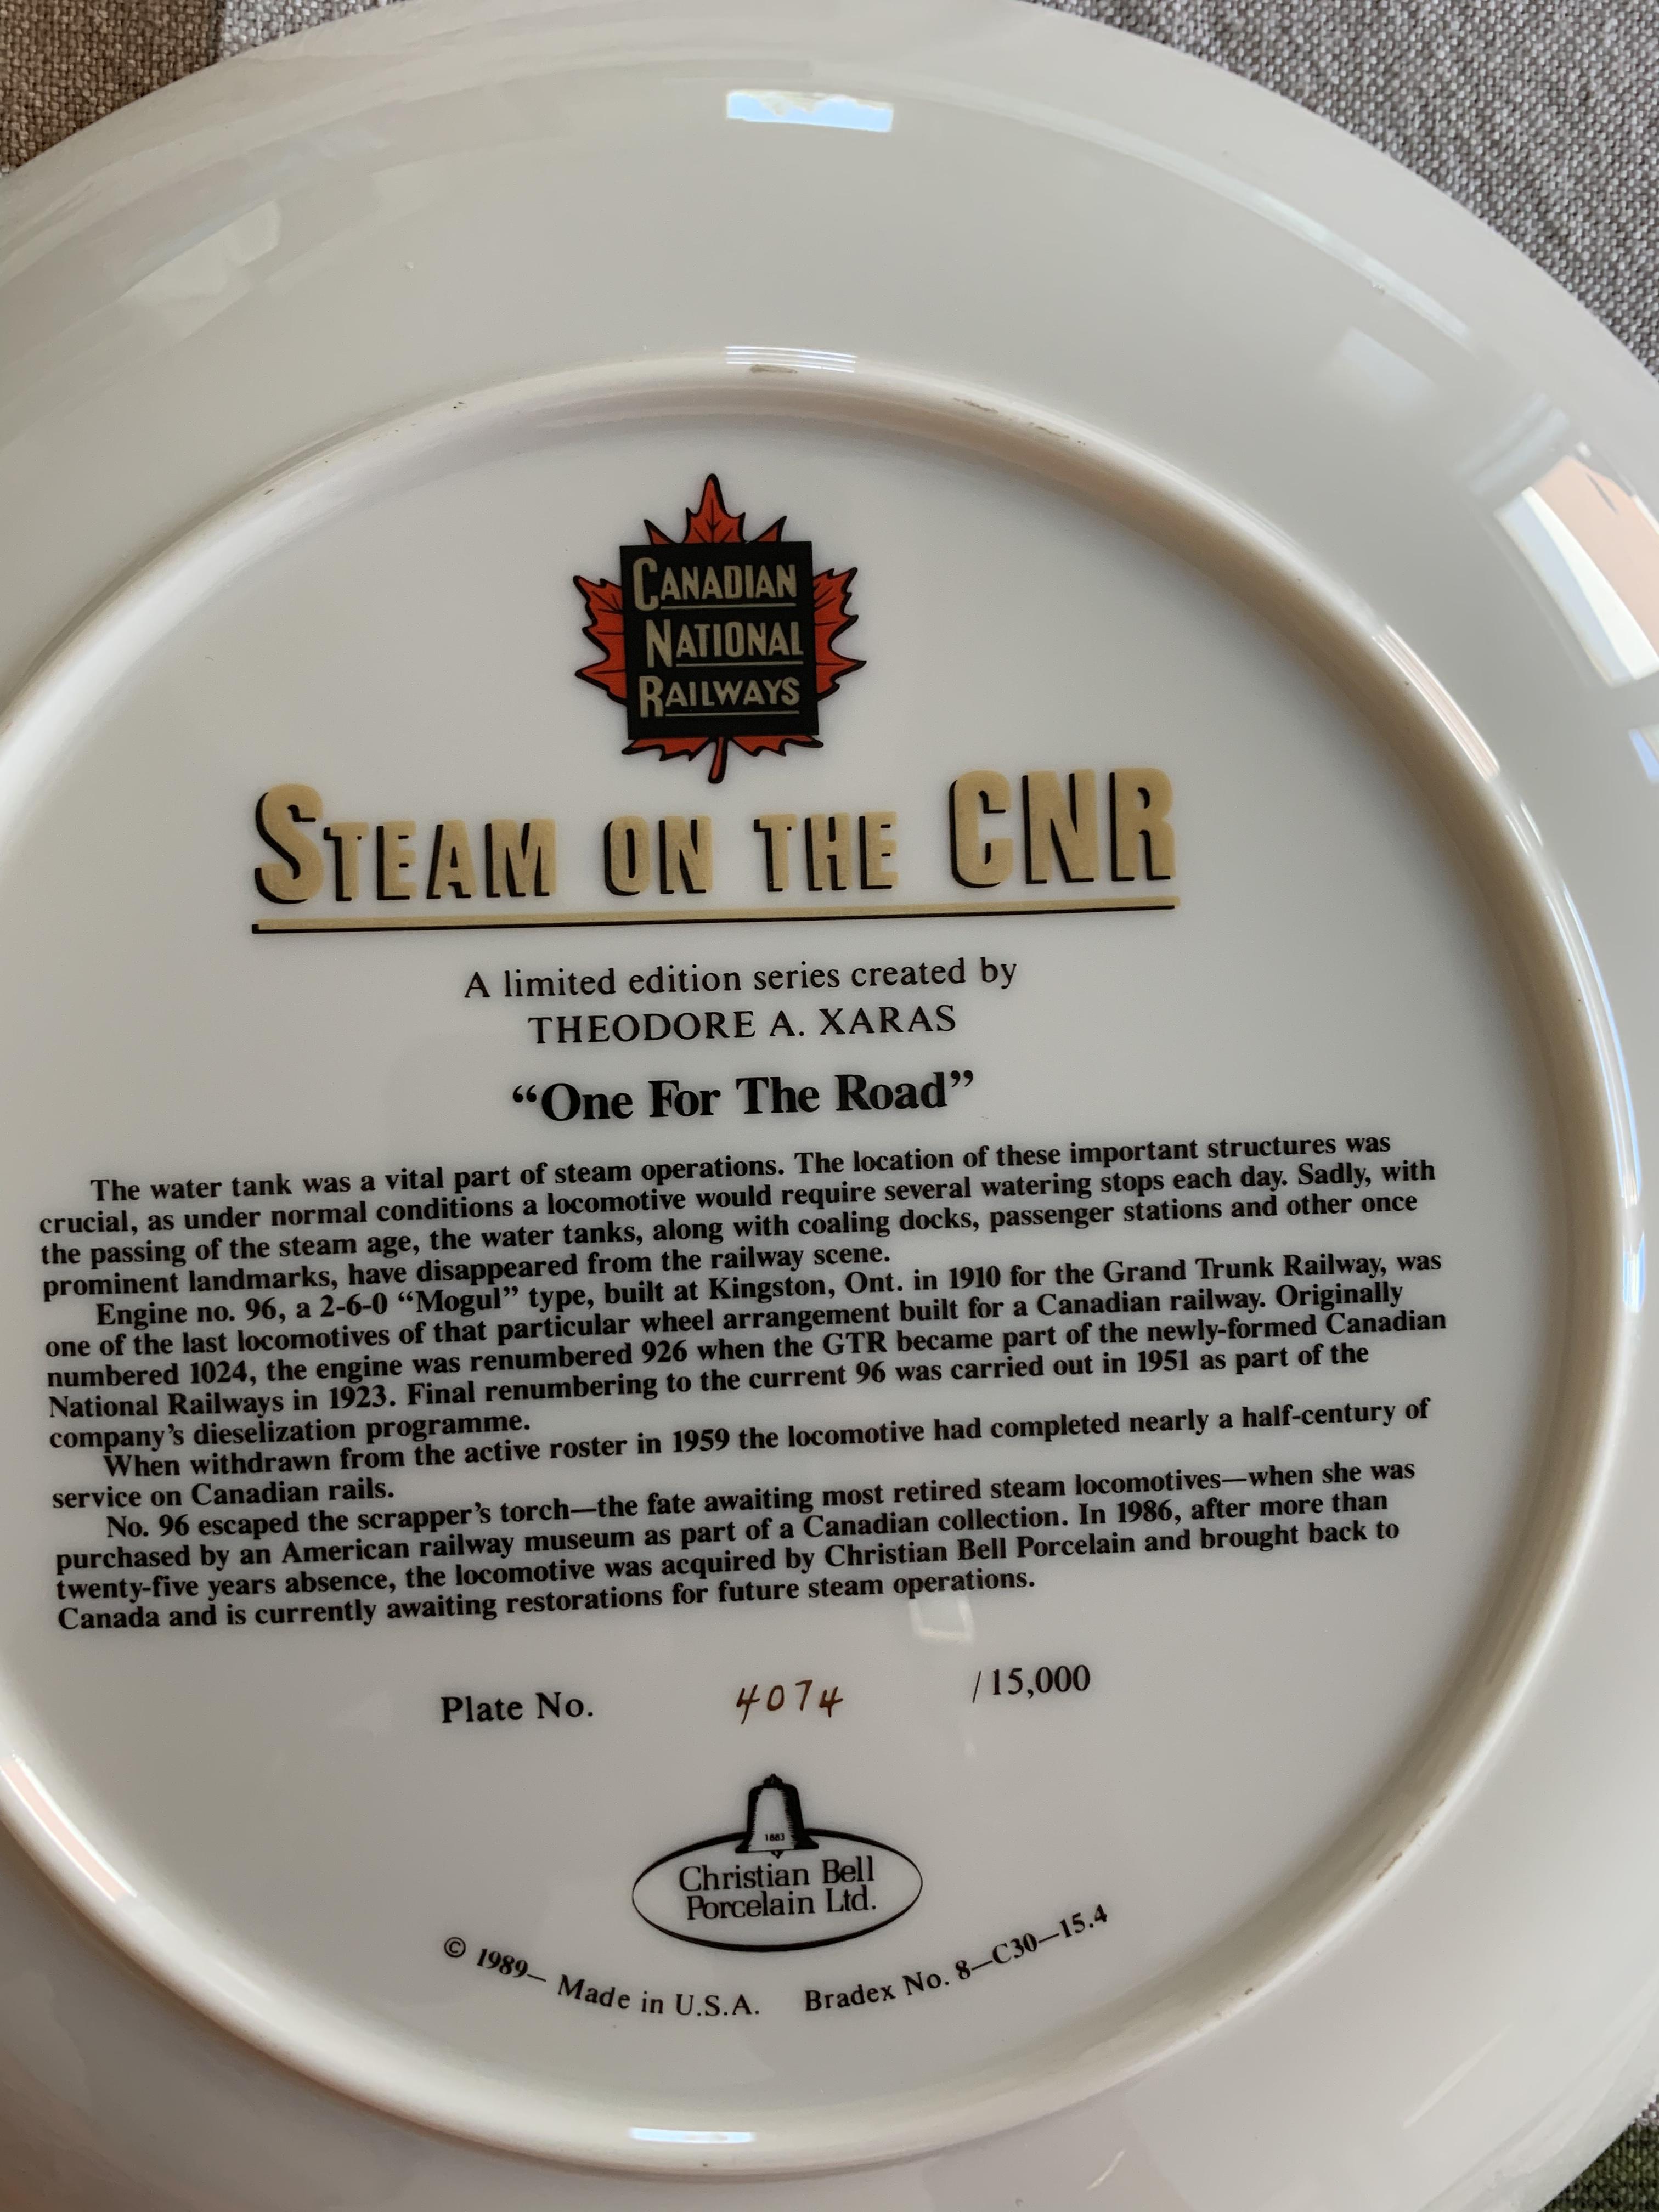 CANADIAN
NATIONAL
RAILWAYS
STEAM ON THE CNR
A limited edition series created by
THEODORE A. XARAS
“One For The Road”
The water tank was a vital part of steam operations. The location of these important structures was
crucial, as under normal conditions a locomotive would require several watering stops each day. Sadly, with
the passing of the steam age, the water tanks, along with coaling docks, passenger stations and other once
prominent landmarks, have disappeared from the railway scene.
Engine no. 96, a 2-6-0 “Mogul” type, built at Kingston, Ont. in 1910 for the Grand Trunk Railway, was
one of the last locomotives of that particular wheel arrangement built for a Canadian railway. Originally
numbered 1024, the engine was renumbered 926 when the GTR became part of the newly-formed Canadian
National Railways in 1923. Final renumbering to the current 96 was carried out in 1951 as part of the
company’s dieselization programme.
When withdrawn from the active roster in 1959 the locomotive had completed nearly a half-century of
service on Canadian rails.
No. 96 escaped the scrapper’s torch—the fate awaiting most retired steam locomotives—when she was
purchased by an American railway museum as part of a Canadian collection. In 1986, after more than
twenty-five years absence, the locomotive was acquired by Christian Bell Porcelain and brought back to
Canada and is currently awaiting restorations for future steam operations.
Plate No. 4074 /15,000
1883
Christian Bell
Porcelain Ltd.
© 1989— Made in U.S.A. Bradex No. 8—C30—15.4